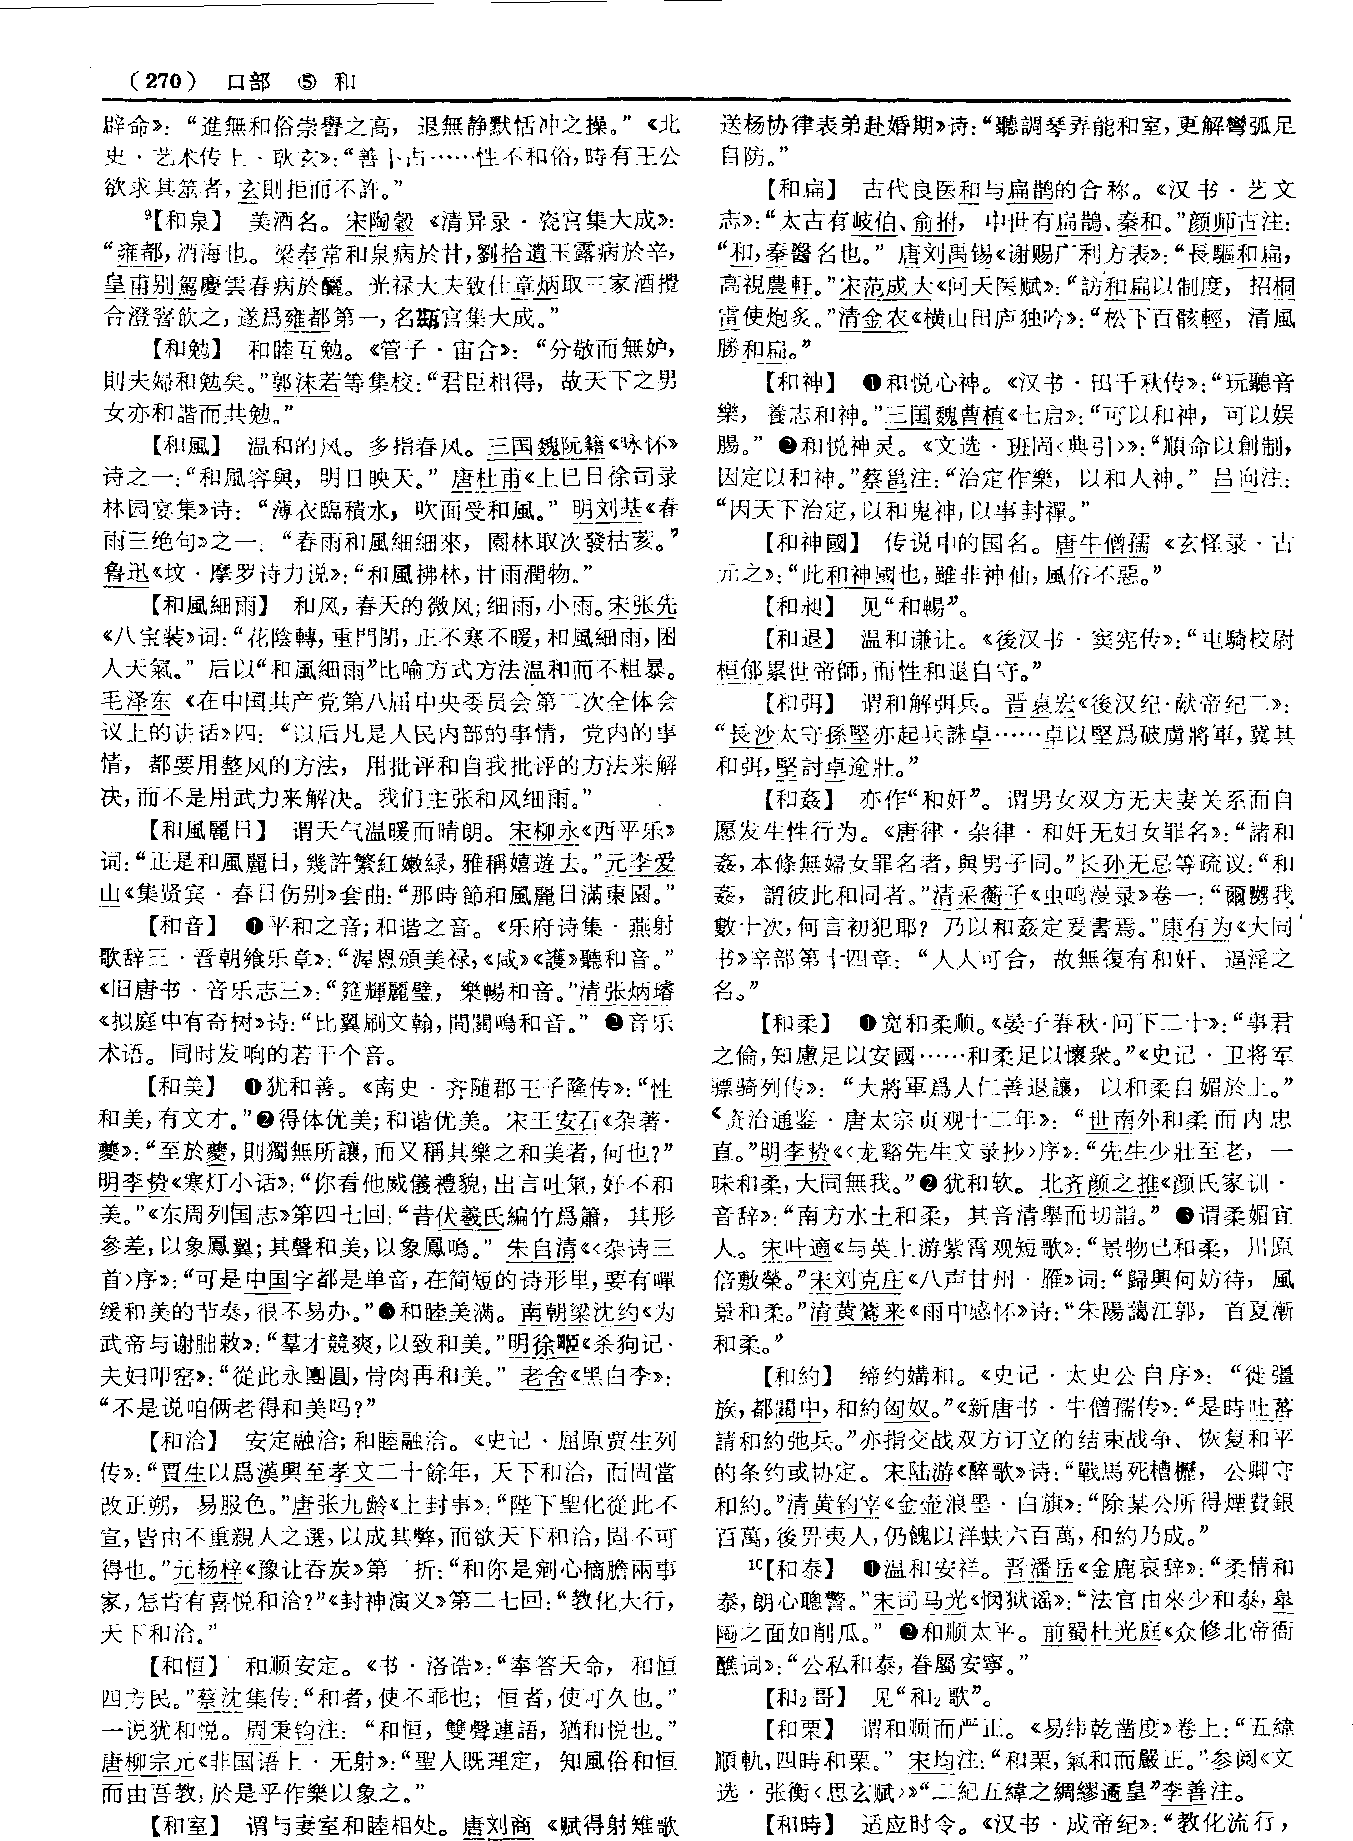 （270） 口部 ⑤ 和
辟命》：“進無和俗崇譽之高，退無静默恬冲之操。”《北
史·艺术传上·耿玄》：“善卜占……性不和俗，時有王公
欲求其筮者，玄則拒而不許。”
⁹【和泉】 美酒名。宋陶穀《清异录·瓷宫集大成》：
“雍都，酒海也。梁奉常和泉病於甘，劉拾遺玉露病於辛，
皇甫别駕慶雲春病於釅。光禄大夫致仕章炳取三家酒攪
合澄窨飲之，遂爲雍都第一，名瓷宫集大成。”
【和勉】 和睦互勉。《管子·宙合》：“分敬而無妒，
則夫婦和勉矣。”郭沫若等集校：“君臣相得，故天下之男
女亦和諧而共勉。”
【和風】 温和的风。多指春风。三国魏阮籍《咏怀》
诗之一：“和風容與，明日映天。”唐杜甫《上巳日徐司录
林园宴集》诗：“薄衣臨積水，吹面受和風。”明刘基《春
雨三绝句》之一：“春雨和風細細來，園林取次發枯荄。”
鲁迅《坟·摩罗诗力说》：“和風拂林，甘雨潤物。”
【和風細雨】 和风，春天的微风；细雨，小雨。宋张先
《八宝装》词：“花陰轉，重門閉，正不寒不暖，和風細雨，困
人天氣。”后以“和風細雨”比喻方式方法温和而不粗暴。
毛泽东《在中国共产党第八届中央委员会第二次全体会
议上的讲话》四：“以后凡是人民内部的事情，党内的事
情，都要用整风的方法，用批评和自我批评的方法来解
决，而不是用武力来解决。我们主张和风细雨。”
【和風麗日】 谓天气温暖而晴朗。宋柳永《西平乐》
词：“正是和風麗日，幾許繁紅嫩緑，雅稱嬉遊去。”元李爱
山《集贤宾·春日伤别》套曲：“那時節和風麗日滿東園。”
【和音】 ❶平和之音；和谐之音。《乐府诗集·燕射
歌辞三·晋朝飨乐章》：“渥恩頒美禄，《咸》《護》聽和音。”
《旧唐书·音乐志三》：“筵輝麗璧，樂暢和音。”清张炳璿
《拟庭中有奇树》诗：“比翼刷文翰，間關鳴和音。”❷音乐
术语。同时发响的若干个音。
【和美】 ❶犹和善。《南史·齐随郡王子隆传》：“性
和美，有文才。”❷得体优美；和谐优美。宋王安石《杂著·
夔》：“至於夔，則獨無所讓，而又稱其樂之和美者，何也？”
明李贽《寒灯小话》：“你看他威儀禮貌，出言吐氣，好不和
美。”《东周列国志》第四七回：“昔伏羲氏編竹爲簫，其形
參差，以象鳳翼；其聲和美，以象鳳鳴。”朱自清《〈杂诗三
首〉序》：“可是中国字都是单音，在简短的诗形里，要有啴
缓和美的节奏，很不易办。”❸和睦美满。南朝梁沈约《为
武帝与谢朏敕》：“羣才競爽，以致和美。”明徐㬇《杀狗记·
夫妇叩窑》：“從此永團圓，骨肉再和美。”老舍《黑白李》：
“不是说咱俩老得和美吗？”
【和洽】 安定融洽；和睦融洽。《史记·屈原贾生列
传》：“賈生以爲漢興至孝文二十餘年，天下和洽，而固當
改正朔，易服色。”唐张九龄《上封事》：“陛下聖化從此不
宣，皆由不重親人之選，以成其弊，而欲天下和洽，固不可
得也。”元杨梓《豫让吞炭》第一折：“和你是剜心摘膽兩事
家，怎肯有喜悦和洽？”《封神演义》第二七回：“教化大行，
天下和洽。”
【和恒】 和顺安定。《书·洛诰》：“奉答天命，和恒
四方民。”蔡沈集传：“和者，使不乖也；恒者，使可久也。”
一说犹和悦。周秉钧注：“和恒，雙聲連語，猶和悦也。”
唐柳宗元《非国语上·无射》：“聖人既理定，知風俗和恒
而由吾教，於是乎作樂以象之。”
【和室】 谓与妻室和睦相处。唐刘商《赋得射雉歌
送杨协律表弟赴婚期》诗：“聽調琴弄能和室，更解彎弧足
自防。”
【和扁】 古代良医和与扁鹊的合称。《汉书·艺文
志》：“太古有岐伯、俞拊，中世有扁鵲、秦和。”颜师古注：
“和，秦醫名也。”唐刘禹锡《谢赐广利方表》：“長驅和扁，
高視農軒。”宋范成大《问天医赋》：“訪和扁以制度，招桐
雷使炮炙。”清金农《横山田庐独吟》：“松下百骸輕，清風
勝和扁。”
【和神】 ❶和悦心神。《汉书·田千秋传》：“玩聽音
樂，養志和神。”三国魏曹植《七启》：“可以和神，可以娱
腸。”❷和悦神灵。《文选·班固〈典引〉》：“順命以創制，
因定以和神。”蔡邕注：“治定作樂，以和人神。”吕向注：
“因天下治定，以和鬼神，以事封禪。”
【和神國】 传说中的国名。唐牛僧孺《玄怪录·古
元之》：“此和神國也，雖非神仙，風俗不惡。”
【和昶】 见“和暢”。
【和退】 温和谦让。《後汉书·窦宪传》：“屯騎校尉
桓郁累世帝師，而性和退自守。”
【和弭】 谓和解弭兵。晋袁宏《後汉纪·献帝纪一》：
“長沙太守孫堅亦起兵誅卓……卓以堅爲破虜將軍，冀其
和弭，堅討卓逾壯。”
【和姦】 亦作“和奸”。谓男女双方无夫妻关系而自
愿发生性行为。《唐律·杂律·和奸无妇女罪名》：“諸和
姦，本條無婦女罪名者，與男子同。”长孙无忌等疏议：“和
姦，謂彼此和同者。”清采蘅子《虫鸣漫录》卷一：“爾嬲我
數十次，何言初犯耶？乃以和姦定爰書焉。”康有为《大同
书》辛部第十四章：“人人可合，故無復有和奸、逼淫之
名。”
【和柔】 ❶宽和柔顺。《晏子春秋·问下二十》：“事君
之倫，知慮足以安國……和柔足以懷衆。”《史记·卫将军
骠骑列传》：“大將軍爲人仁善退讓，以和柔自媚於上。”
《资治通鉴·唐太宗贞观十二年》：“世南外和柔而内忠
直。”明李贽《〈龙谿先生文录抄〉序》：“先生少壯至老，一
味和柔，大同無我。”❷犹和软。北齐颜之推《颜氏家训·
音辞》：“南方水土和柔，其音清舉而切詣。”❸谓柔媚宜
人。宋叶適《与英上游紫霄观短歌》：“景物已和柔，川原
倍敷榮。”宋刘克庄《八声甘州·雁》词：“歸興何妨待，風
景和柔。”清黄鷟来《雨中感怀》诗：“朱陽藹江郭，首夏漸
和柔。”
【和約】 缔约媾和。《史记·太史公自序》：“徙彊
族，都關中，和約匈奴。”《新唐书·牛僧孺传》：“是時吐蕃
請和約弛兵。”亦指交战双方订立的结束战争、恢复和平
的条约或协定。宋陆游《醉歌》诗：“戰馬死槽櫪，公卿守
和約。”清黄钧宰《金壶浪墨·白旗》：“除某公所得煙費銀
百萬，後畀夷人，仍餽以洋蚨六百萬，和約乃成。”
¹⁰【和泰】 ❶温和安祥。晋潘岳《金鹿哀辞》：“柔情和
泰，朗心聰警。”宋司马光《悯狱谣》：“法官由來少和泰，皋
陶之面如削瓜。”❷和顺太平。前蜀杜光庭《众修北帝衙
醮词》：“公私和泰，眷屬安寧。”
【和₂哥】 见“和₂歌”。
【和栗】 谓和顺而严正。《易纬乾凿度》卷上：“五緯
順軌，四時和栗。”宋均注：“和栗，氣和而嚴正。”参阅《文
选·张衡〈思玄赋〉》“二紀五緯之綢繆遹皇”李善注。
【和時】 适应时令。《汉书·成帝纪》：“教化流行，